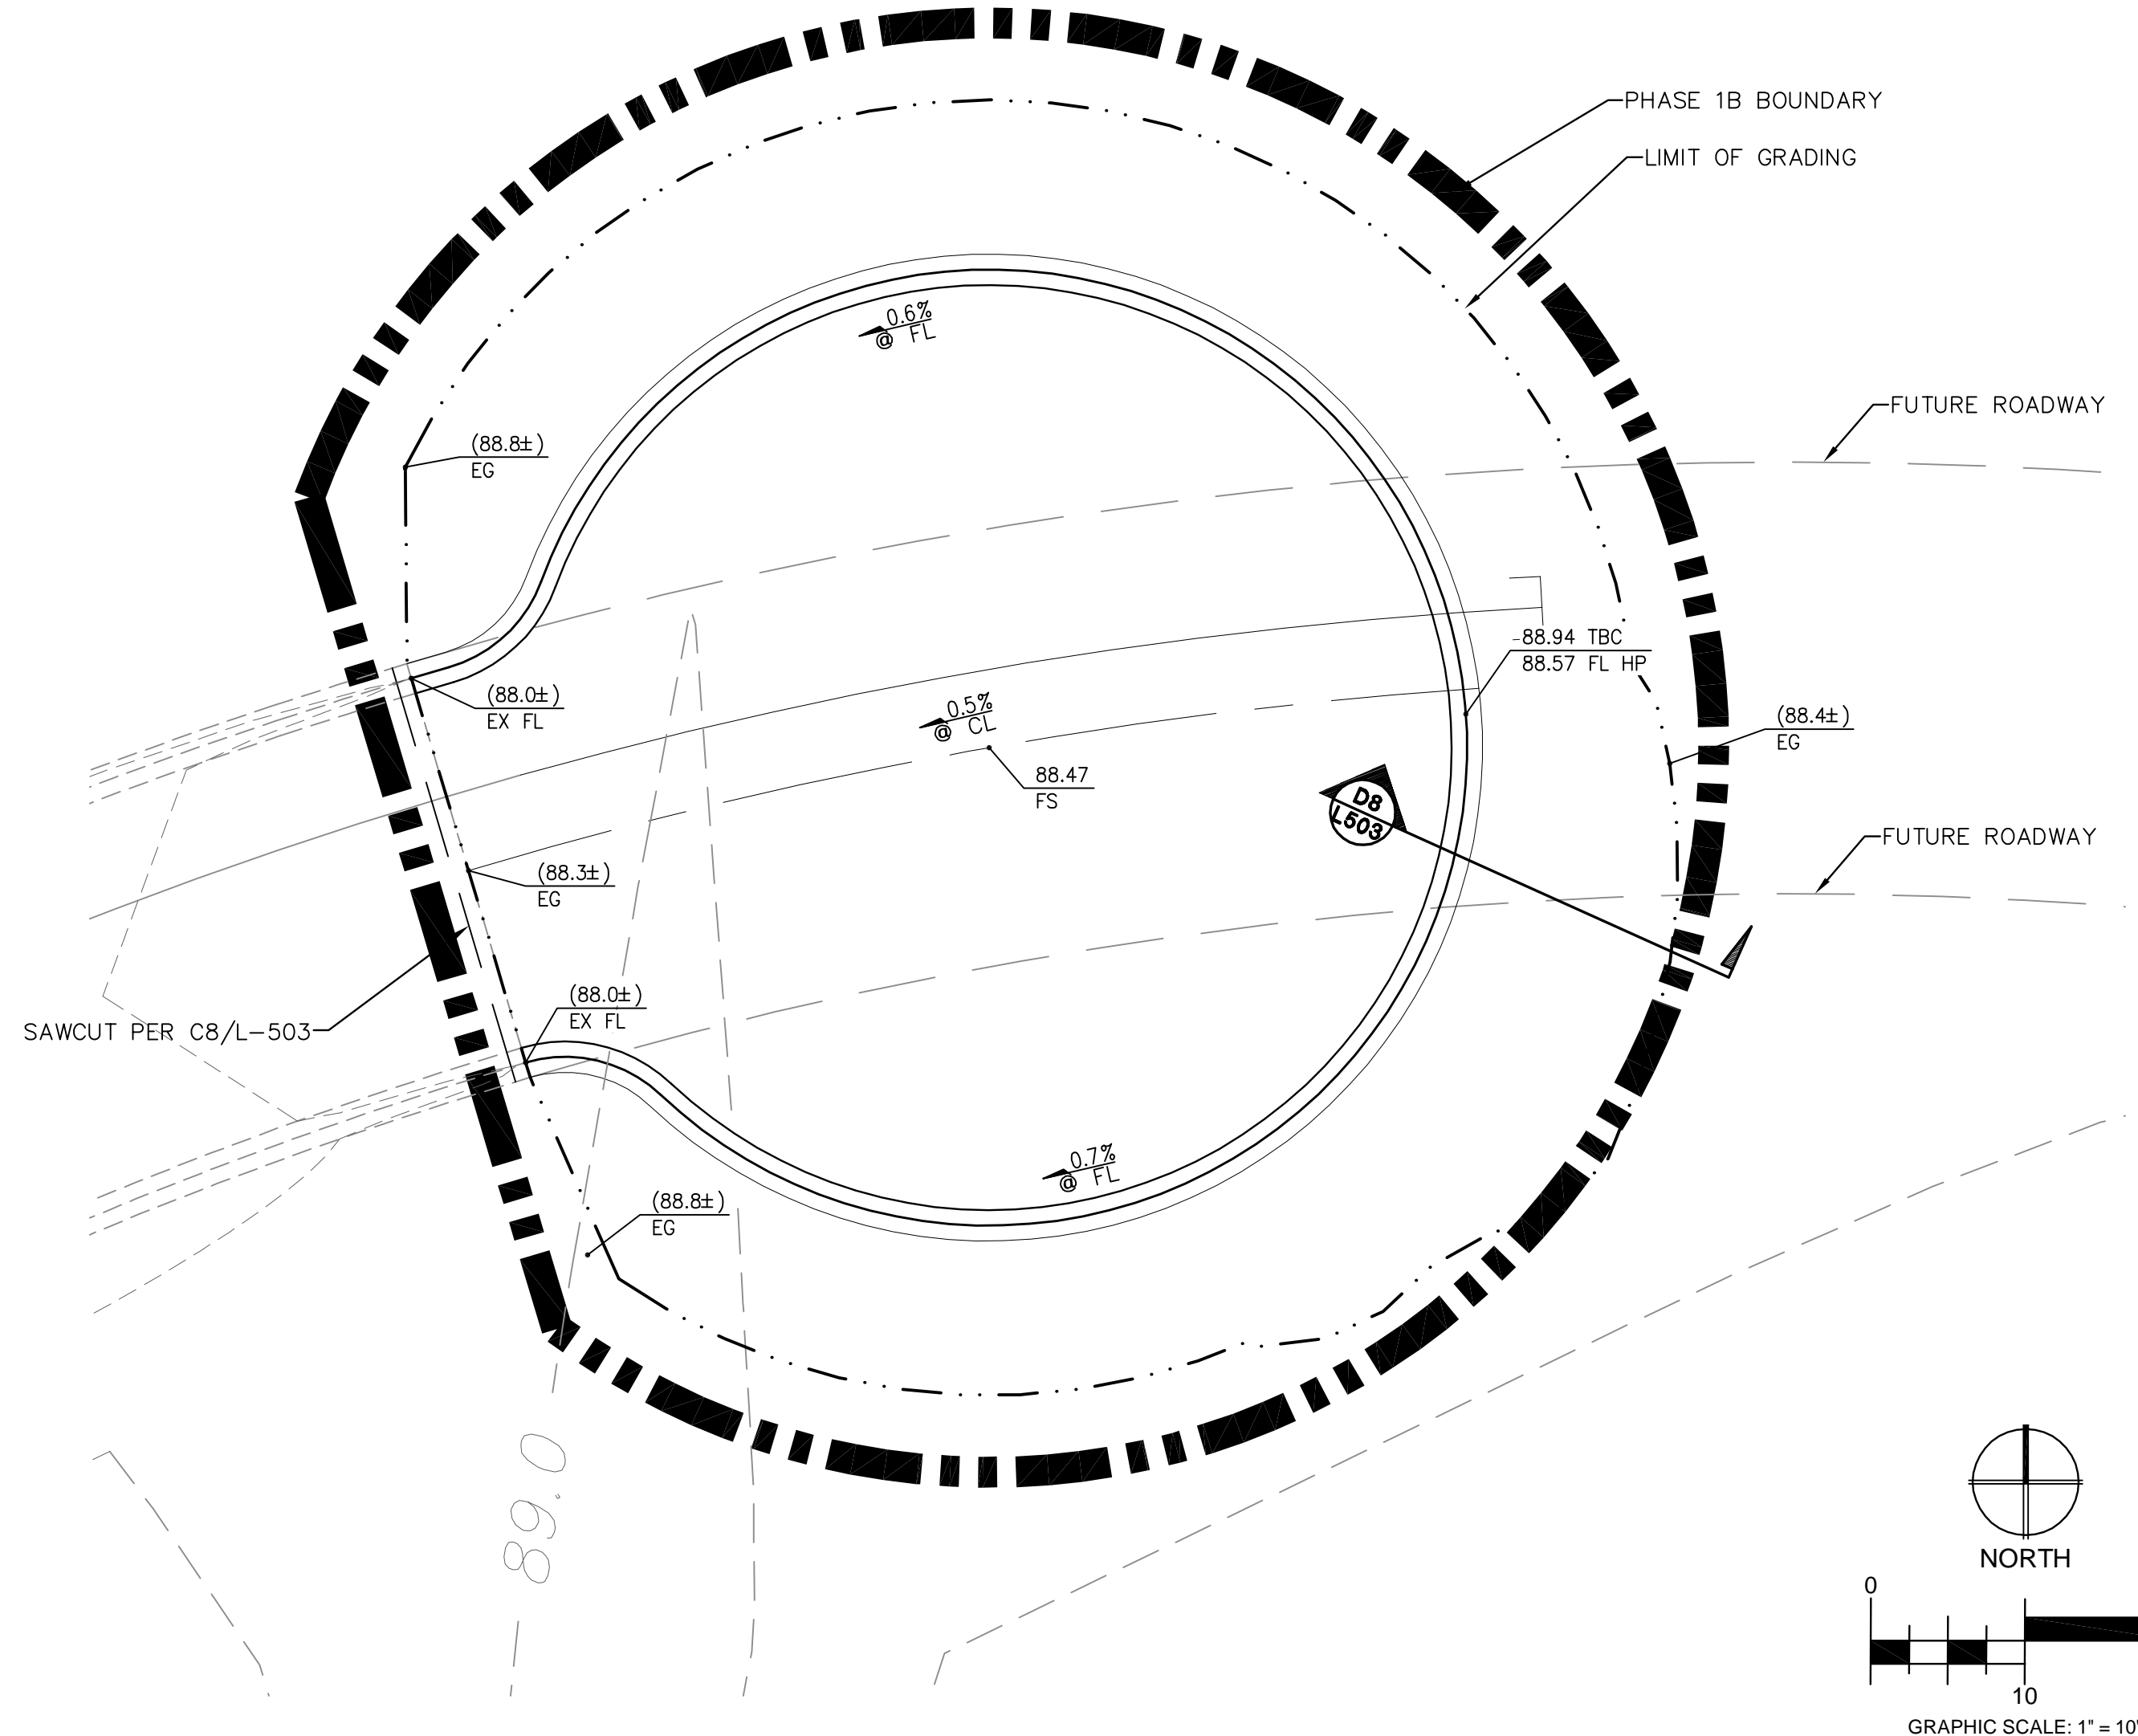 PHASE 1B BOUNDARY
LIMIT OF GRADING
0.6%
@ FL
FUTURE ROADWAY
(88.8±)
EG
88.94 TBC
88.57 FL HP
(88.0±)
EX FL
0.5%
@ CL
(88.4±)
EG
88.47
FS
D8
L503
FUTURE ROADWAY
(88.3±)
EG
(88.0±)
EX FL
SAWCUT PER C8/L-503
0.7%
@ FL
(88.8±)
EG
89.0
NORTH
0
10
GRAPHIC SCALE: 1" = 10'